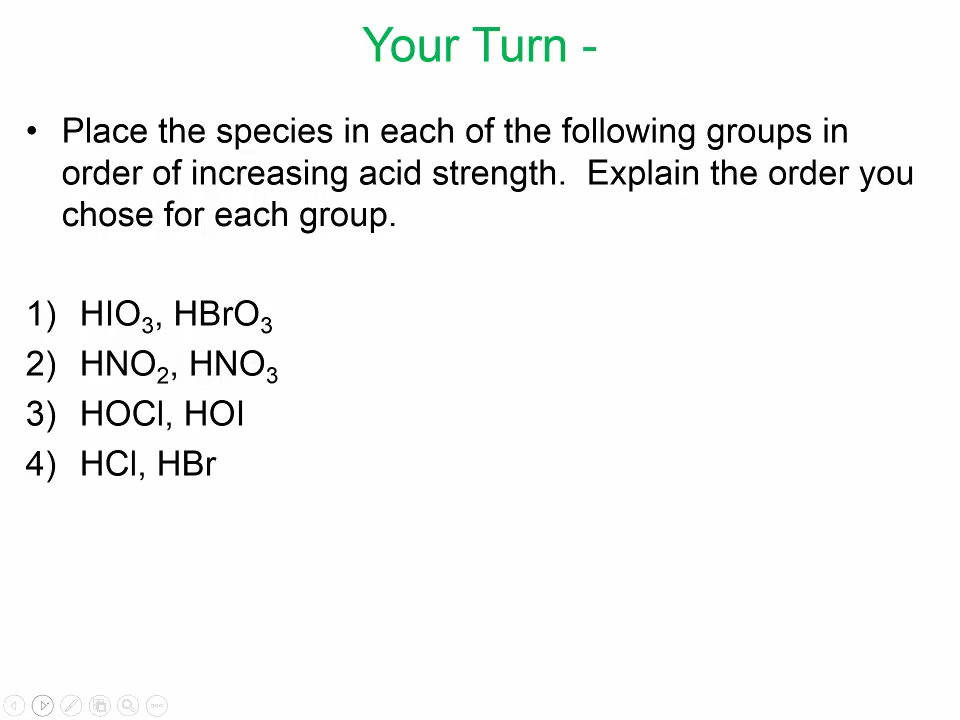 Your Turn -
• Place the species in each of the following groups in
order of increasing acid strength.  Explain the order you
chose for each group.
1) HIO₃, HBrO₃
2) HNO₂, HNO₃
3) HOCl, HOI
4) HCl, HBr